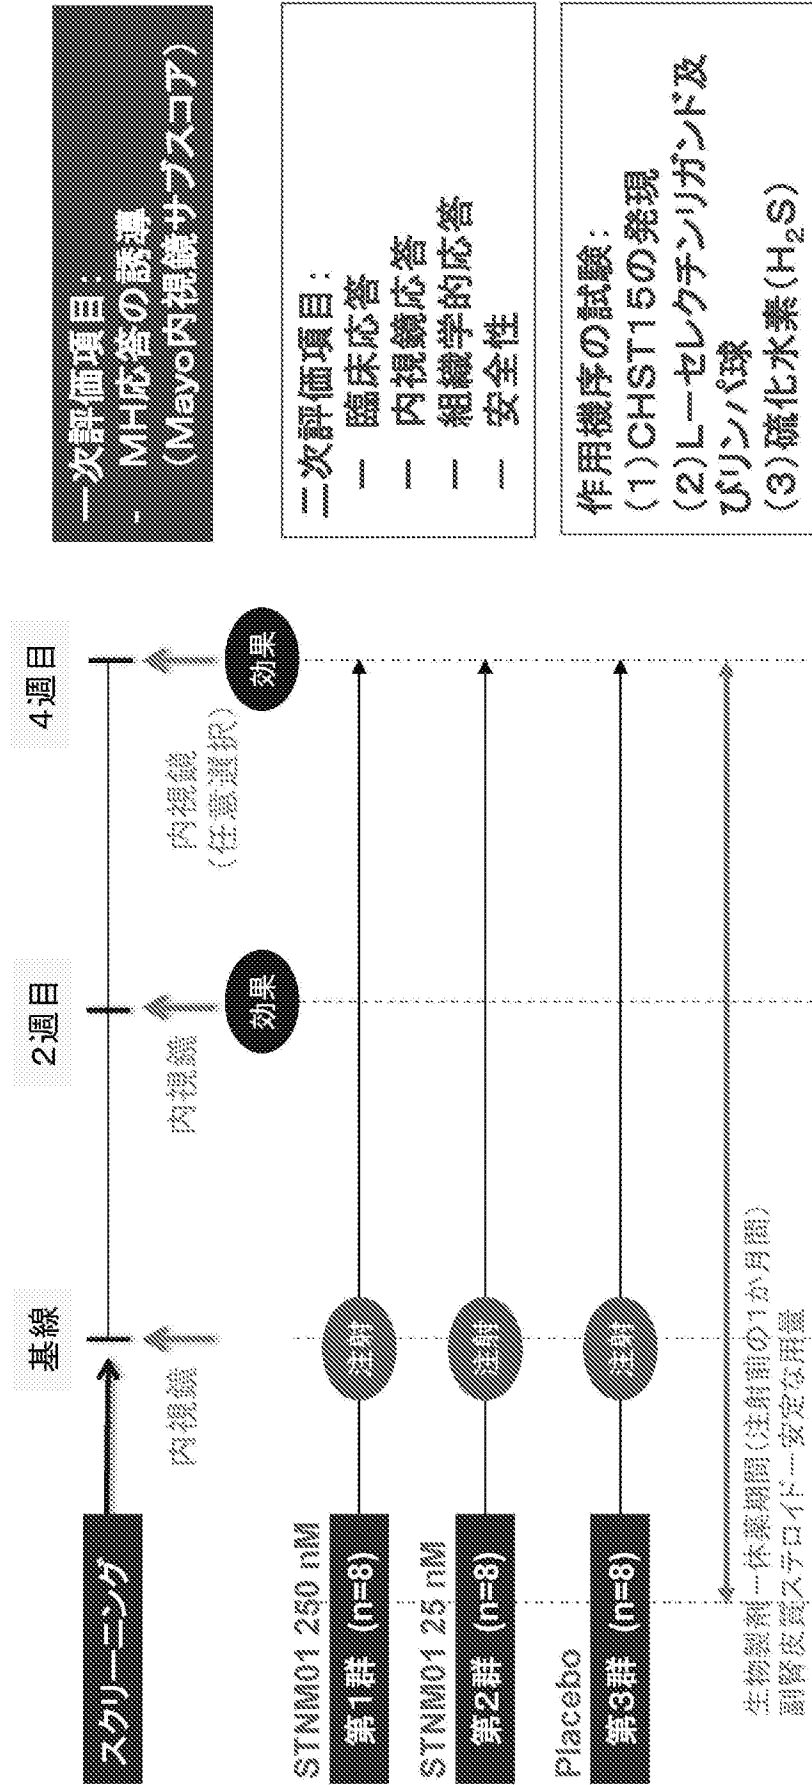 スクリーニング
基線
2週目
4週目
内視鏡
内視鏡
内視鏡
(任意選択)
効果
効果
STNM01 250 nM
第1群 (n=8)
注射
STNM01 25 nM
第2群 (n=8)
注射
Placebo
第3群 (n=8)
注射
生物製剤ー休薬期間(注射前の1か月間)
副腎皮質ステロイドー安定な用量
一次評価項目:
- MH応答の誘導
(Mayo内視鏡サブスコア)
二次評価項目:
― 臨床応答
― 内視鏡応答
― 組織学的応答
― 安全性
作用機序の試験:
(1)CHST15の発現
(2)Lーセレクチンリガンド及
びリンパ球
(3)硫化水素(H₂S)